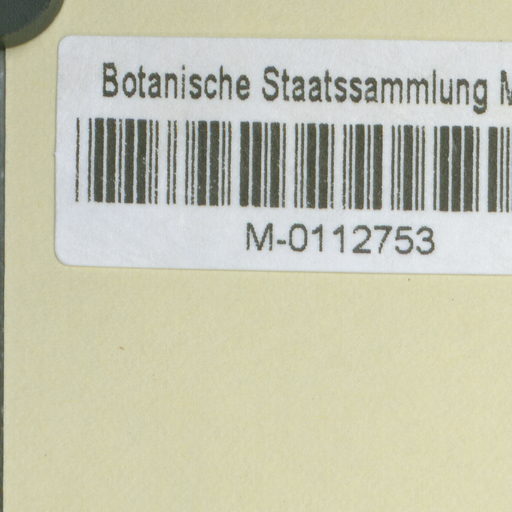 Botanische Staatssammlung M
M-0112753